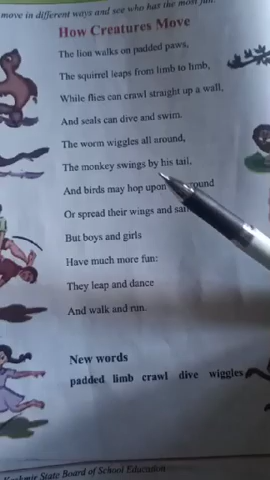 move in different ways and see who has the most fun.
How Creatures Move
The lion walks on padded paws,
The squirrel leaps from limb to limb,
While flies can crawl straight up a wall,
And seals can dive and swim.
The worm wiggles all around,
The monkey swings by his tail,
And birds may hop upon
Or spread their wings and
But boys and girls
Have much more fun:
They leap and dance
And walk and run.
New words
padded limb crawl dive wiggles
State Board of School Education